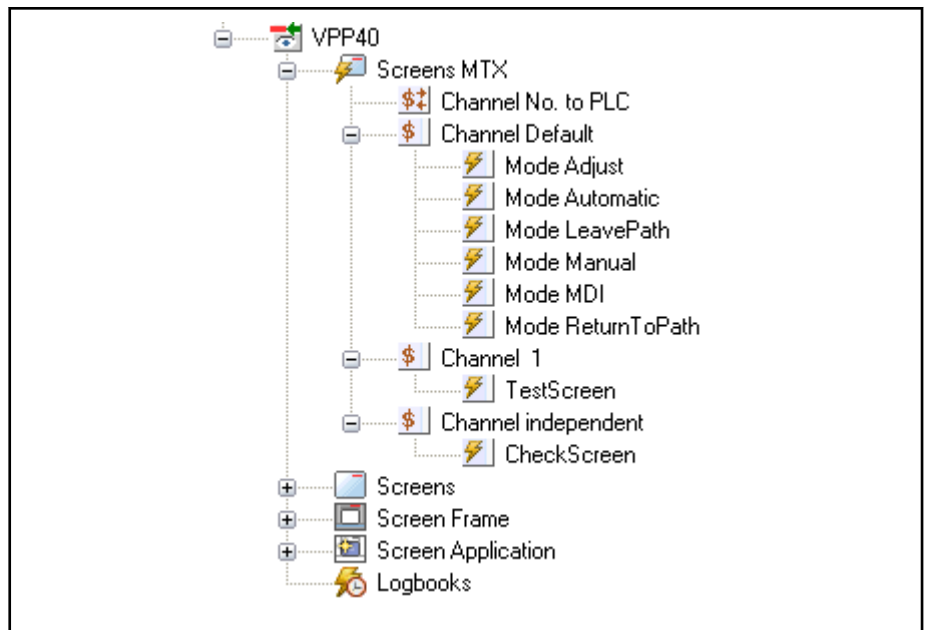 VPP40
Screens MTX
Channel No. to PLC
Channel Default
Mode Adjust
Mode Automatic
Mode LeavePath
Mode Manual
Mode MDI
Mode ReturnToPath
Channel 1
TestScreen
Channel independent
CheckScreen
Screens
Screen Frame
Screen Application
Logbooks